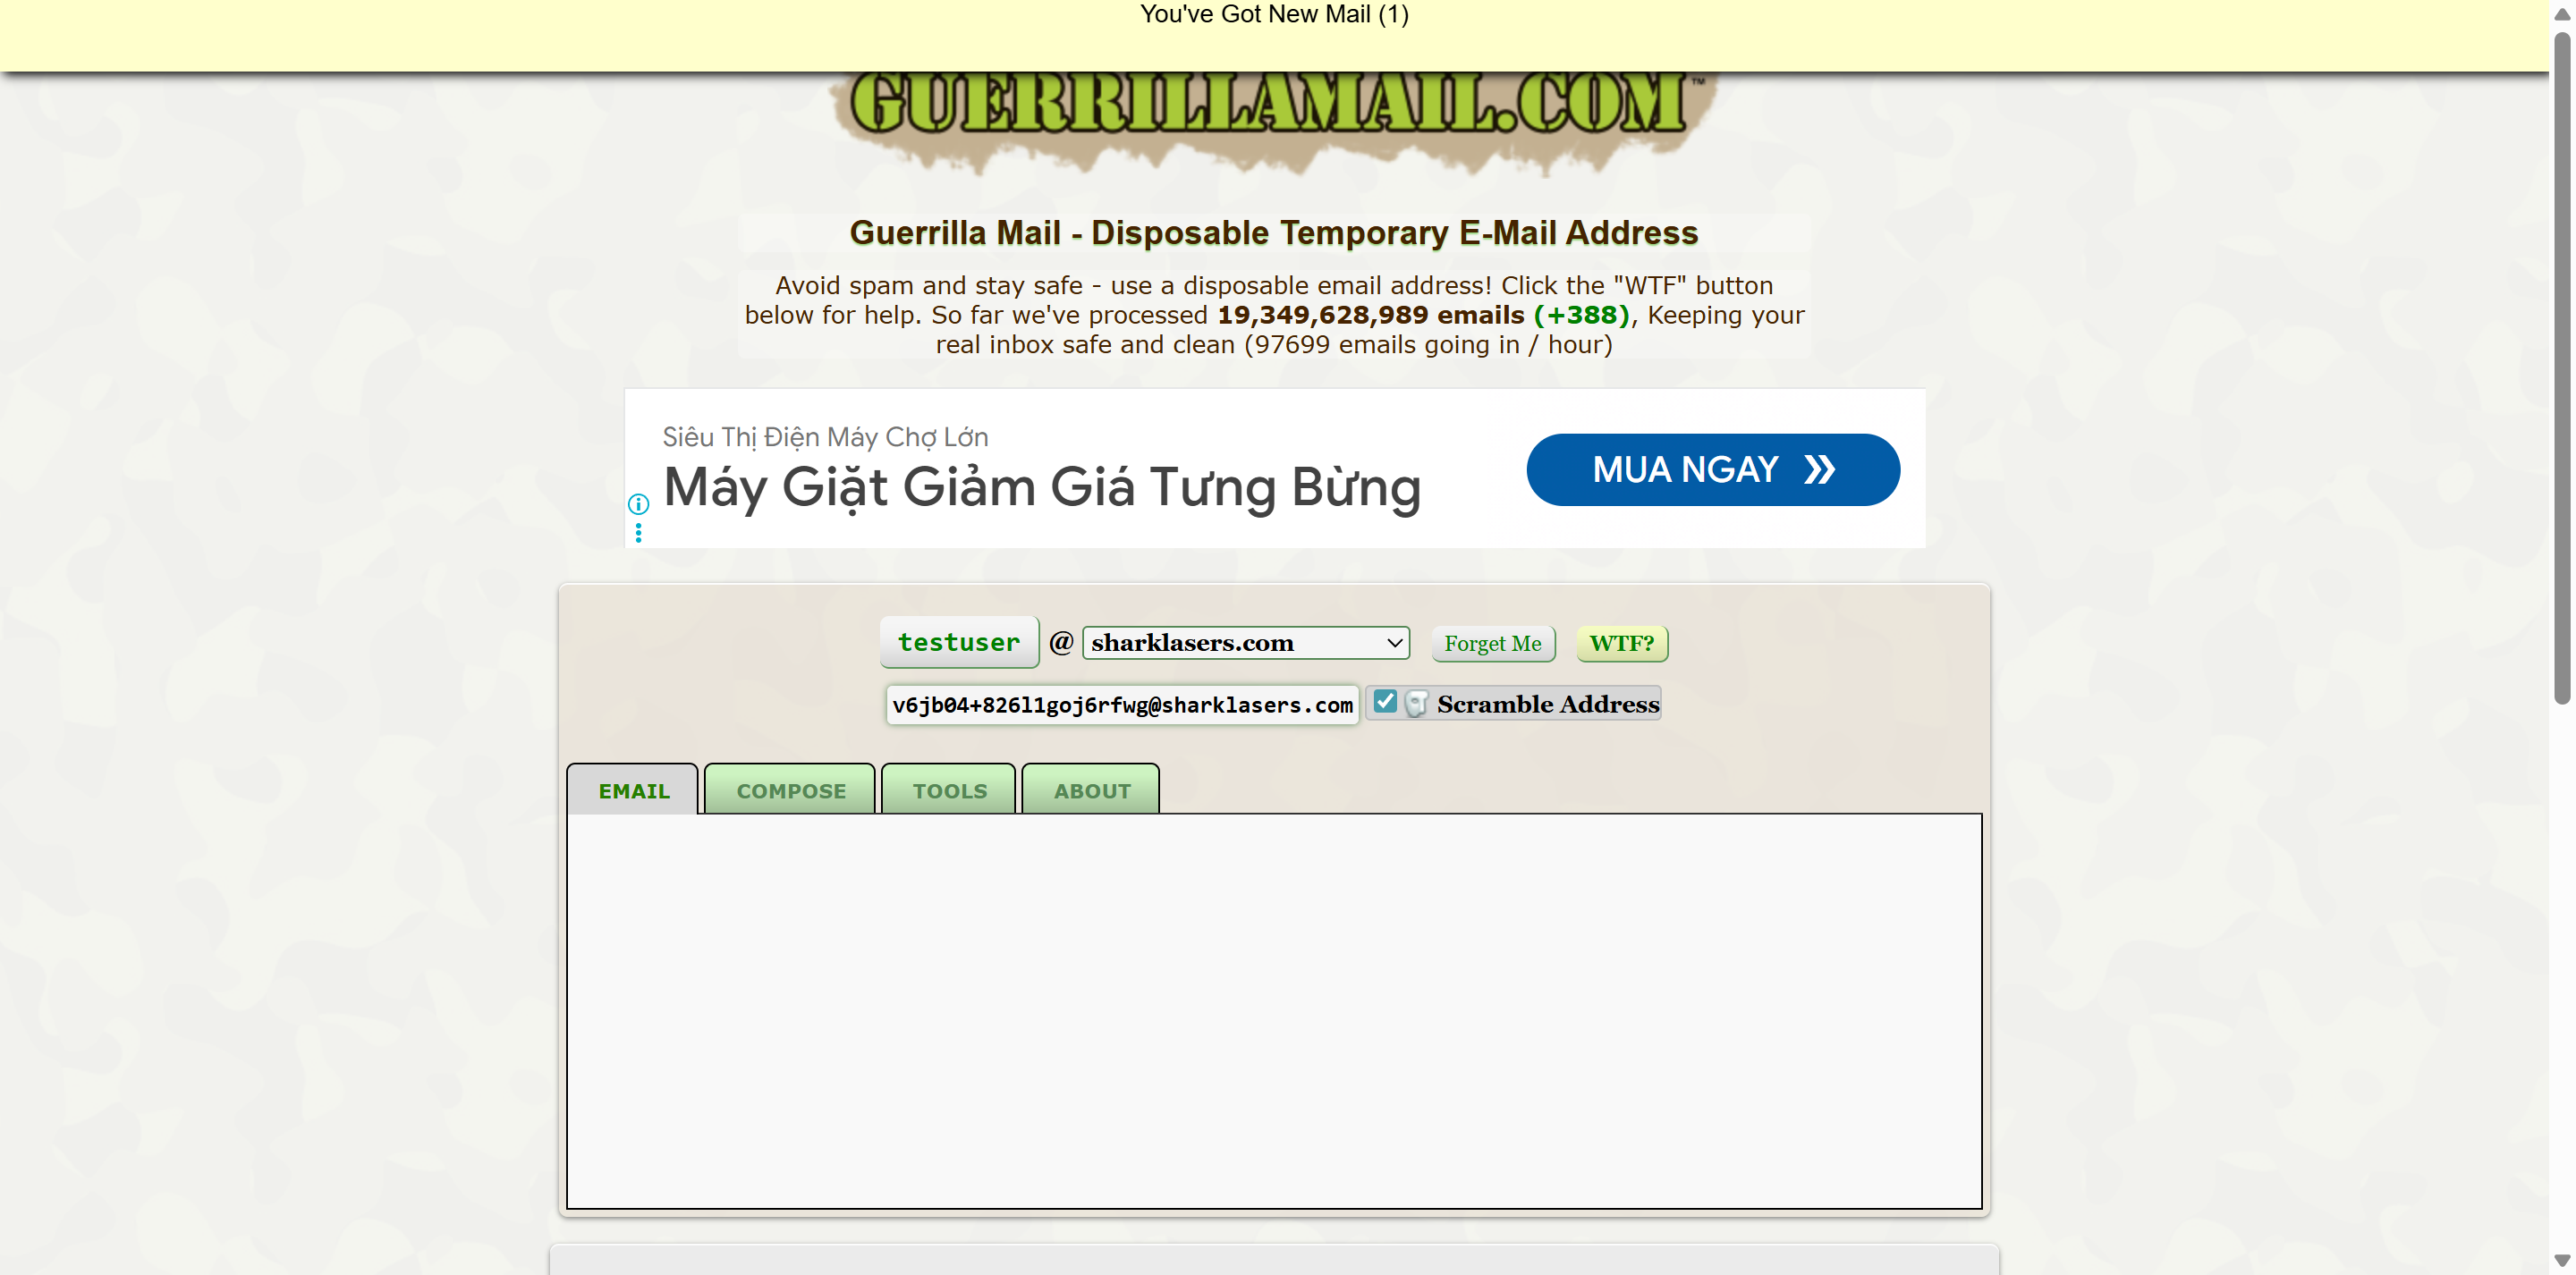 You've Got New Mail (1)
GUERRILLAMAIL.COM™
Guerrilla Mail - Disposable Temporary E-Mail Address
Avoid spam and stay safe - use a disposable email address! Click the "WTF" button
below for help. So far we've processed 19,349,628,989 emails (+388), Keeping your
real inbox safe and clean (97699 emails going in / hour)
Siêu Thị Điện Máy Chợ Lớn
Máy Giặt Giảm Giá Tưng Bừng
MUA NGAY
testuser @ sharklasers.com Forget Me WTF?
v6jb04+826l1goj6rfwg@sharklasers.com Scramble Address
EMAIL COMPOSE TOOLS ABOUT